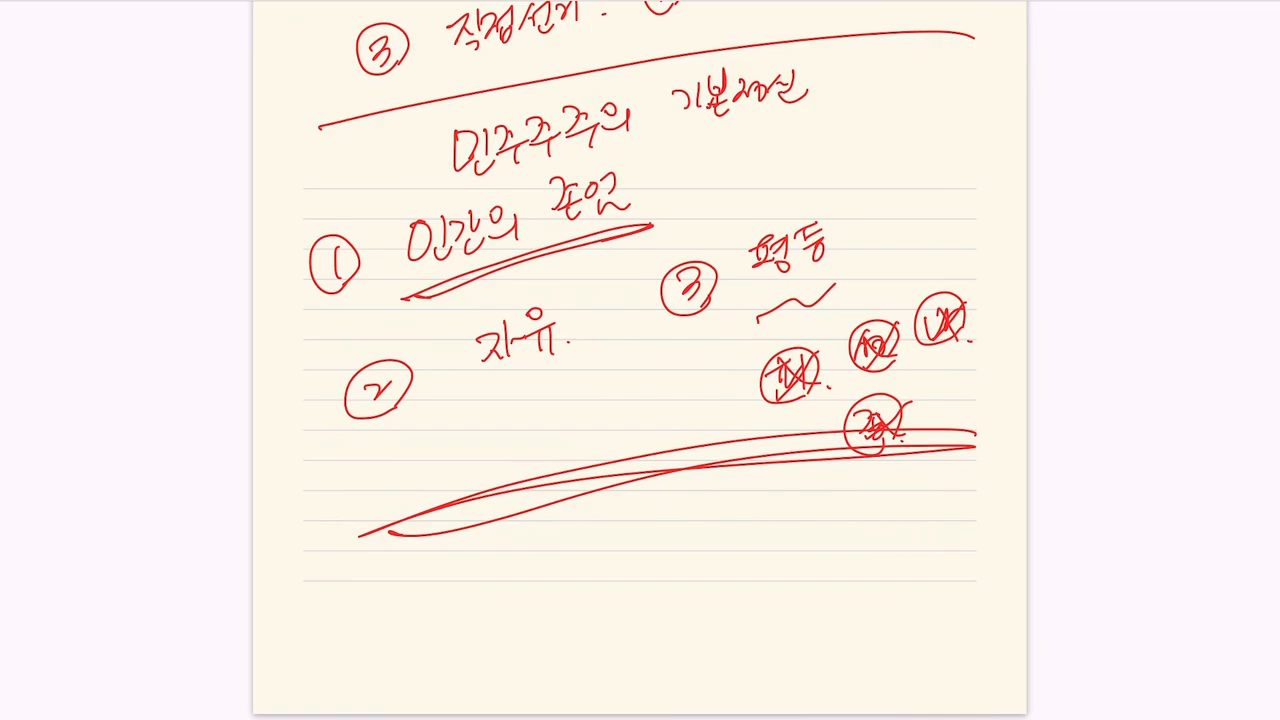 ③ 직접선거.
민주주의 기본정신
① 인간의 존엄
② 자유.
③ 평등